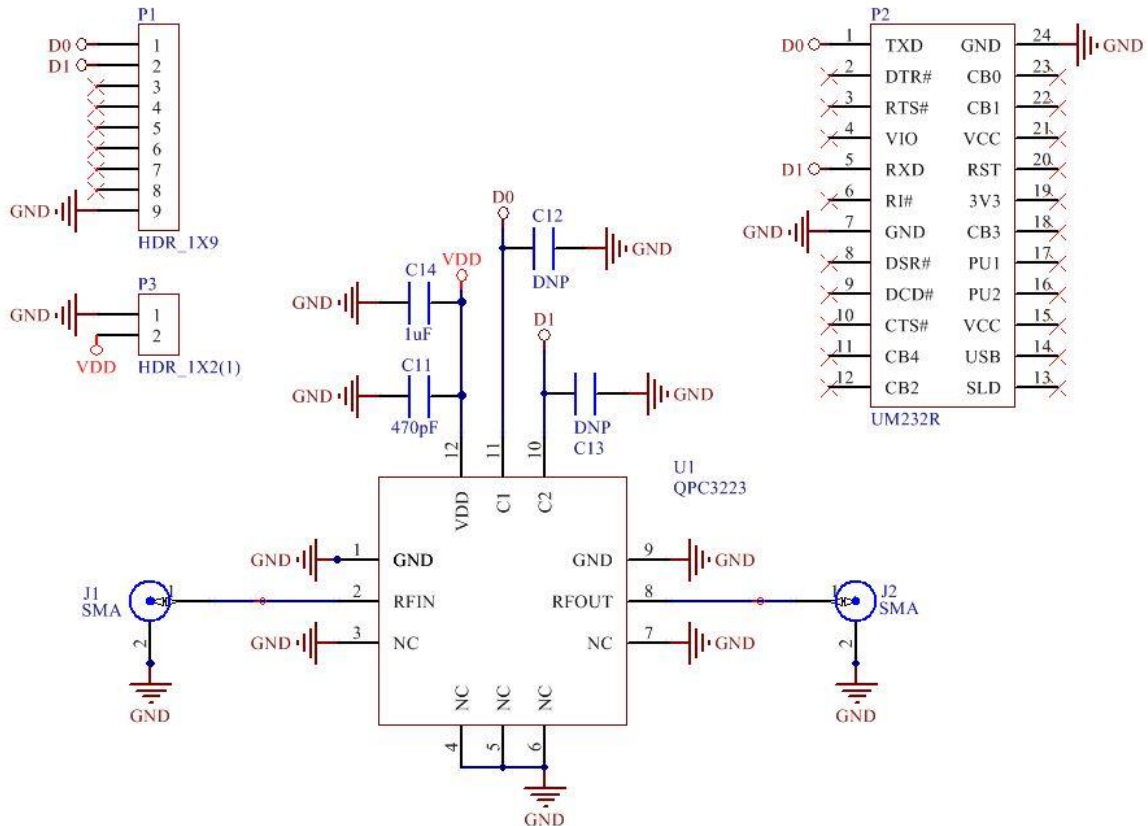 P1
D0 1
D1 2
3
4
5
6
7
8
GND 9
HDR_1X9
P3
GND 1
2
VDD
HDR_1X2(1)
P2
D0 1 TXD GND 24 GND
2 DTR# CB0 23
3 RTS# CB1 22
4 VIO VCC 21
D1 5 RXD RST 20
6 RI# 3V3 19
GND 7 GND CB3 18
8 DSR# PU1 17
9 DCD# PU2 16
10 CTS# VCC 15
11 CB4 USB 14
12 CB2 SLD 13
UM232R
D0
C12
GND
DNP
C14 VDD
GND
1uF
D1
C11
GND
470pF
GND
DNP
C13
12 11 10
U1
QPC3223
VDD C1 C2
GND 1 GND GND 9 GND
J1
SMA
1 2 RFIN RFOUT 8 1
J2
SMA
2 GND 3 NC NC 7 GND 2
GND
GND
NC NC NC
4 5 6
GND